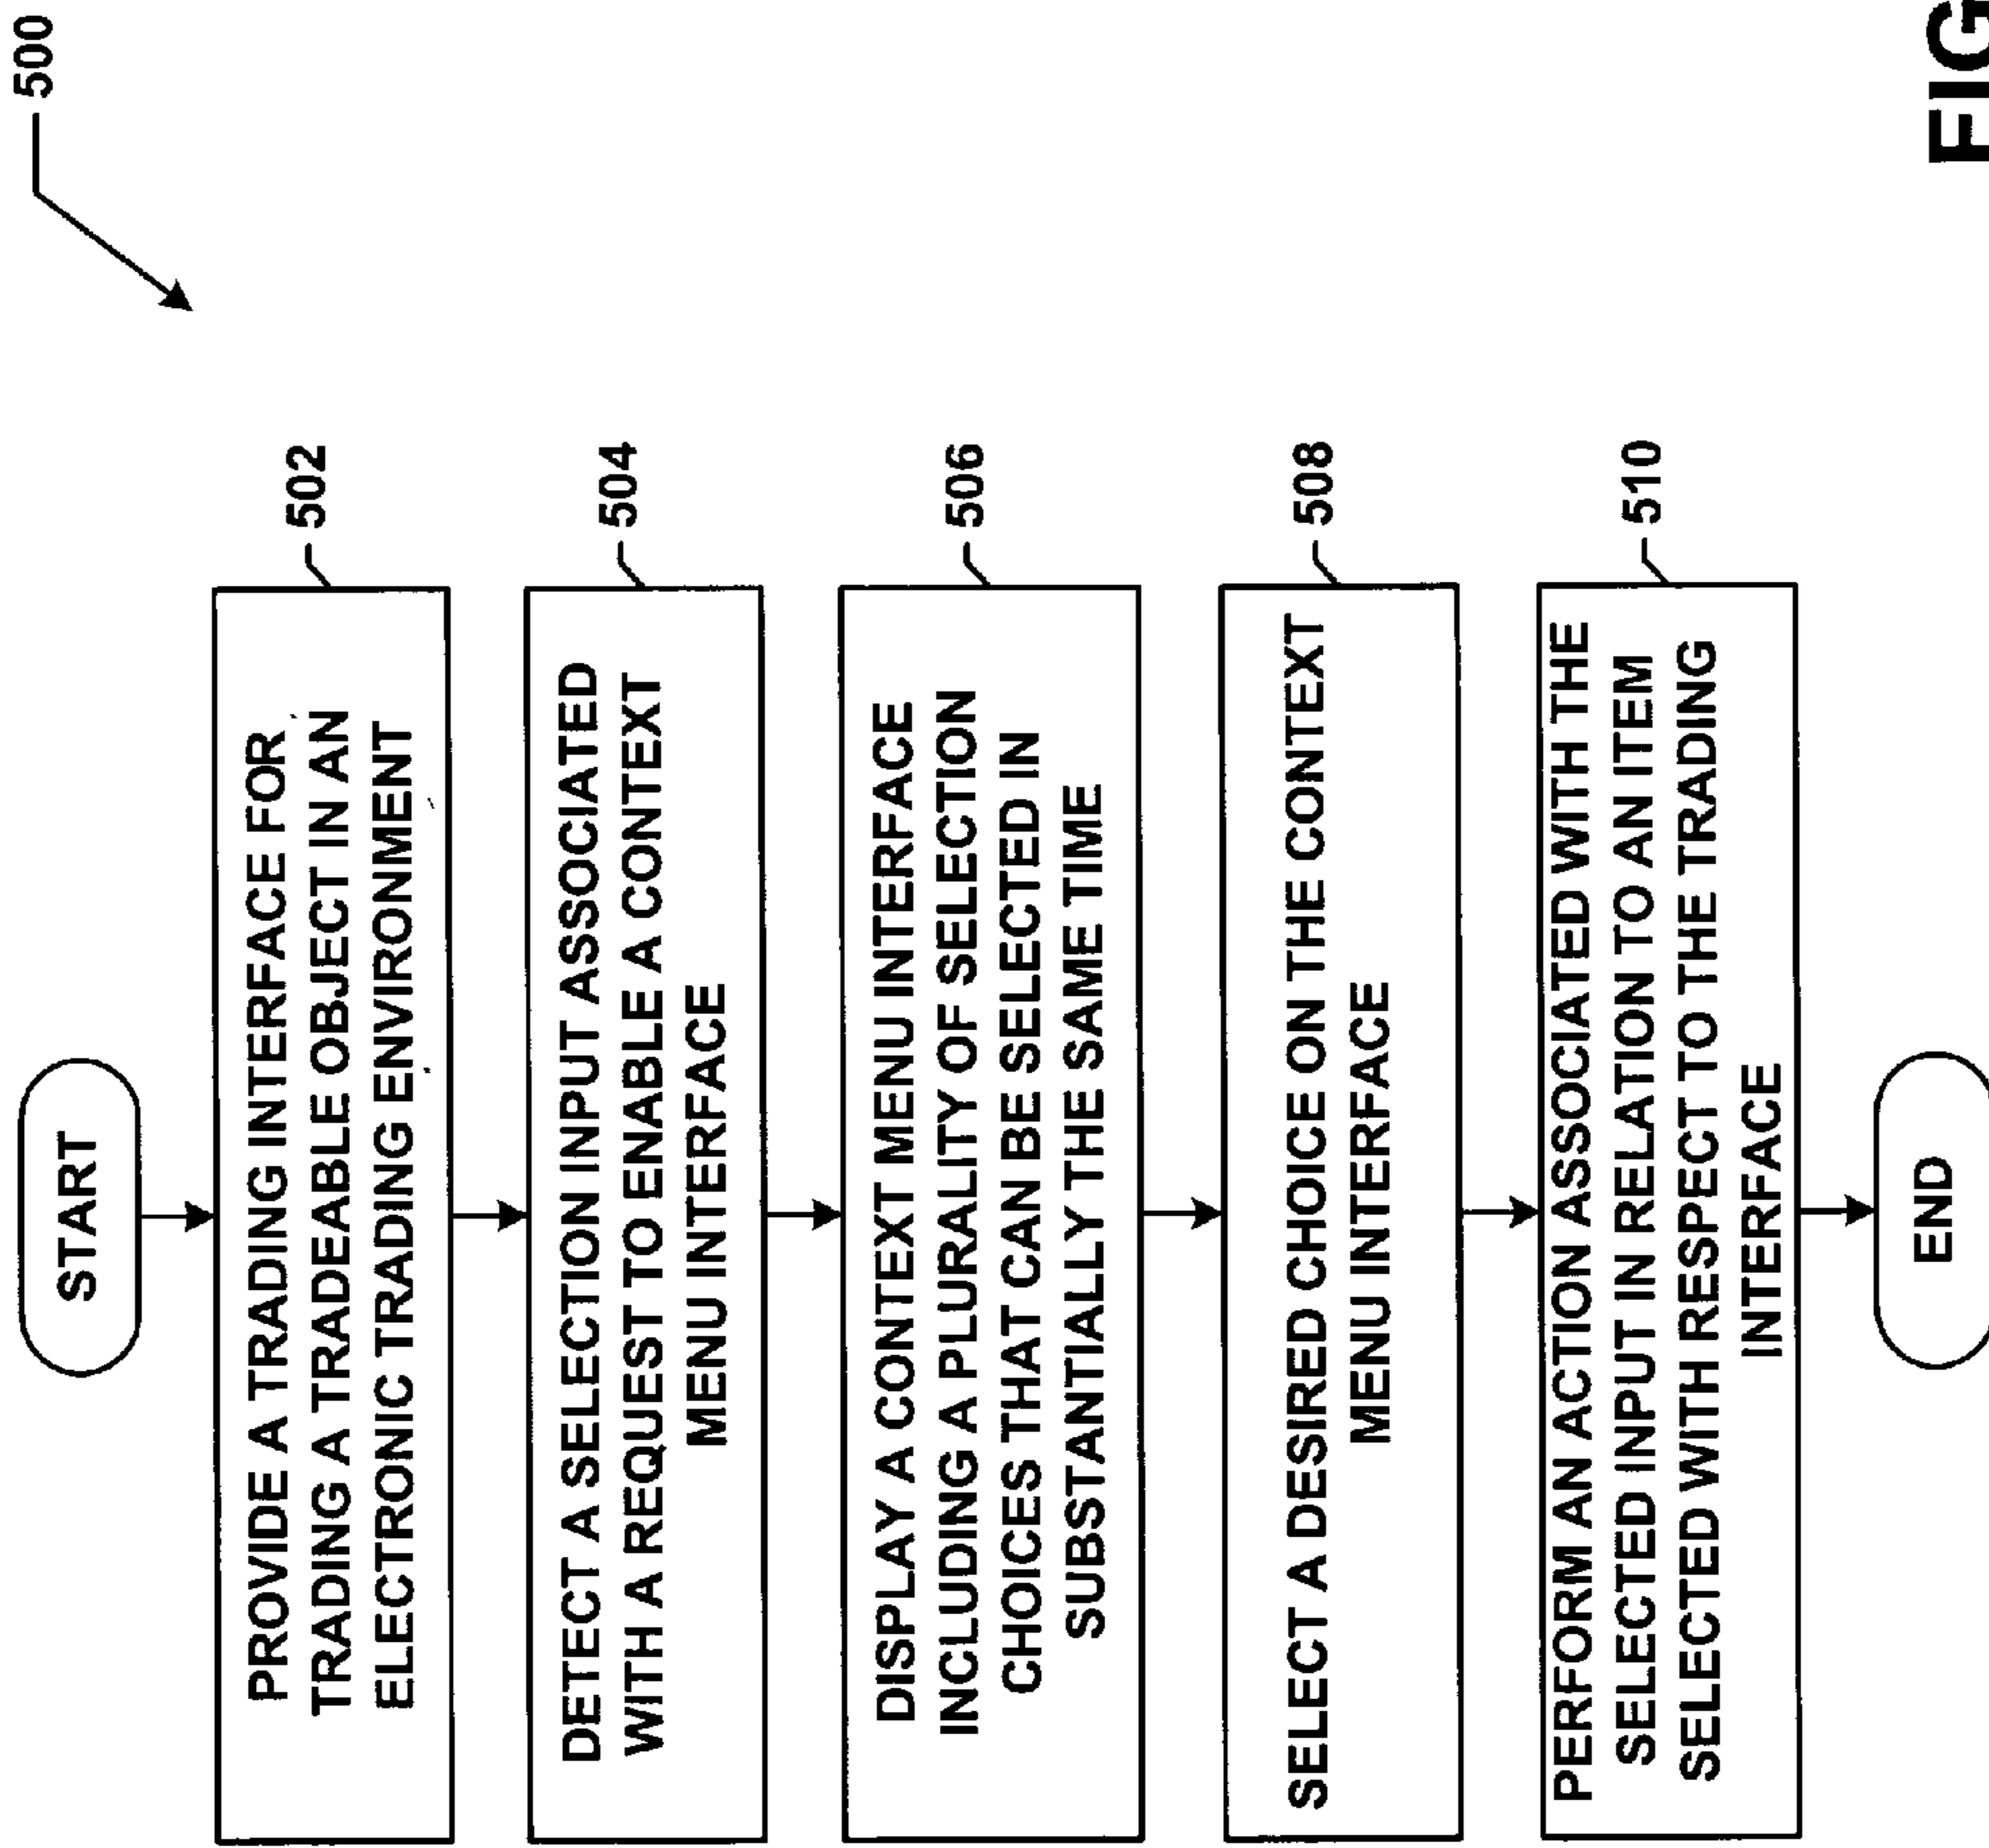 500
START
PROVIDE A TRADING INTERFACE FOR
TRADING A TRADEABLE OBJECT IN AN
ELECTRONIC TRADING ENVIRONMENT
502
DETECT A SELECTION INPUT ASSOCIATED
WITH A REQUEST TO ENABLE A CONTEXT
MENU INTERFACE
504
DISPLAY A CONTEXT MENU INTERFACE
INCLUDING A PLURALITY OF SELECTION
CHOICES THAT CAN BE SELECTED IN
SUBSTANTIALLY THE SAME TIME
506
SELECT A DESIRED CHOICE ON THE CONTEXT
MENU INTERFACE
508
PERFORM AN ACTION ASSOCIATED WITH THE
SELECTED INPUT IN RELATION TO AN ITEM
SELECTED WITH RESPECT TO THE TRADING
INTERFACE
510
END
FIG